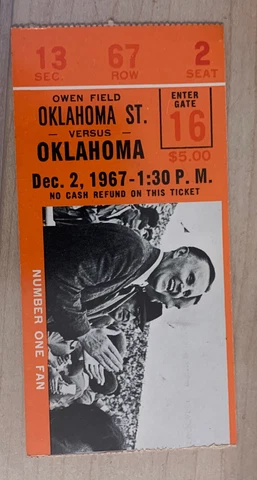 13 67 2
SEC. ROW SEAT
OWEN FIELD
OKLAHOMA ST.
VERSUS
OKLAHOMA
ENTER
GATE
16
$5.00
Dec. 2, 1967-1:30 P. M.
NO CASH REFUND ON THIS TICKET
NUMBER ONE FAN